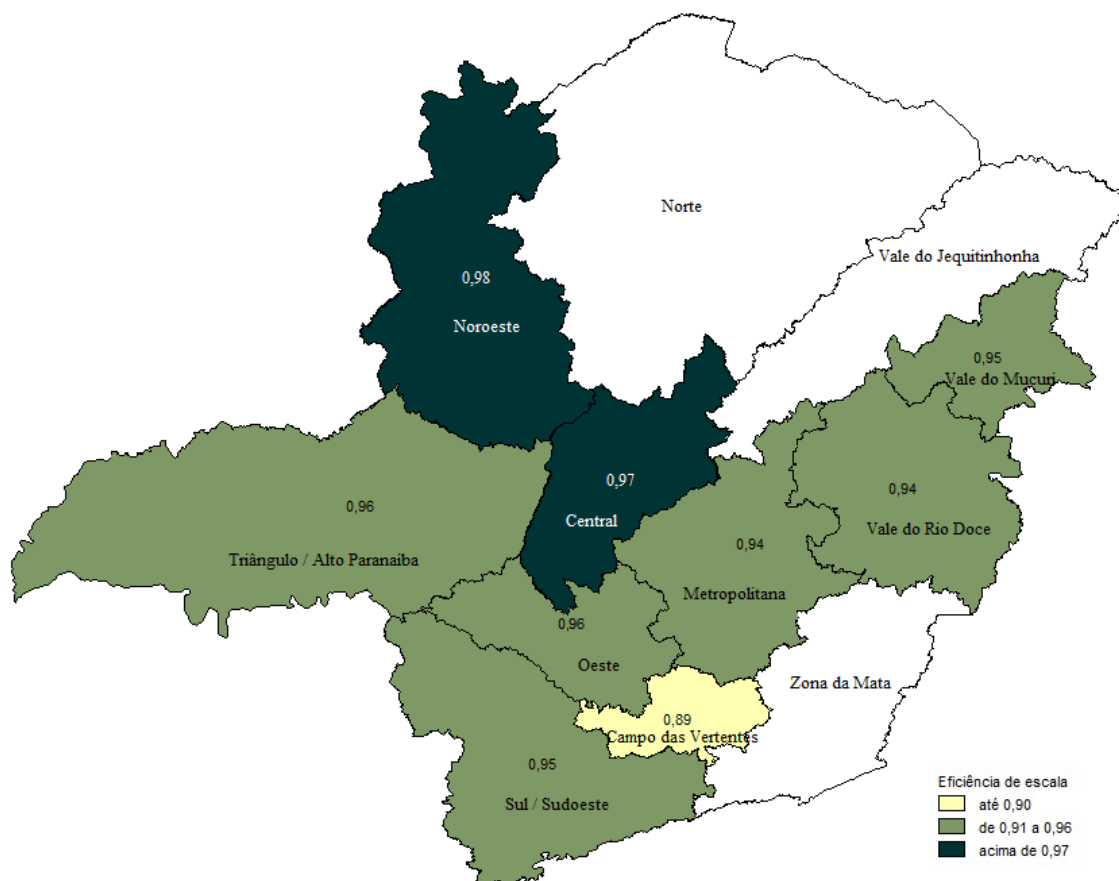 Norte
Vale do Jequitinhonha
0,98
Noroeste
0,95
Vale do Mucuri
0,97
Central
0,96
Triângulo / Alto Paranaiba
0,94
Vale do Rio Doce
0,94
Metropolitana
0,96
Oeste
Zona da Mata
0,89
Campo das Vertentes
0,95
Sul / Sudoeste
Eficiência de escala
até 0,90
de 0,91 a 0,96
acima de 0,97